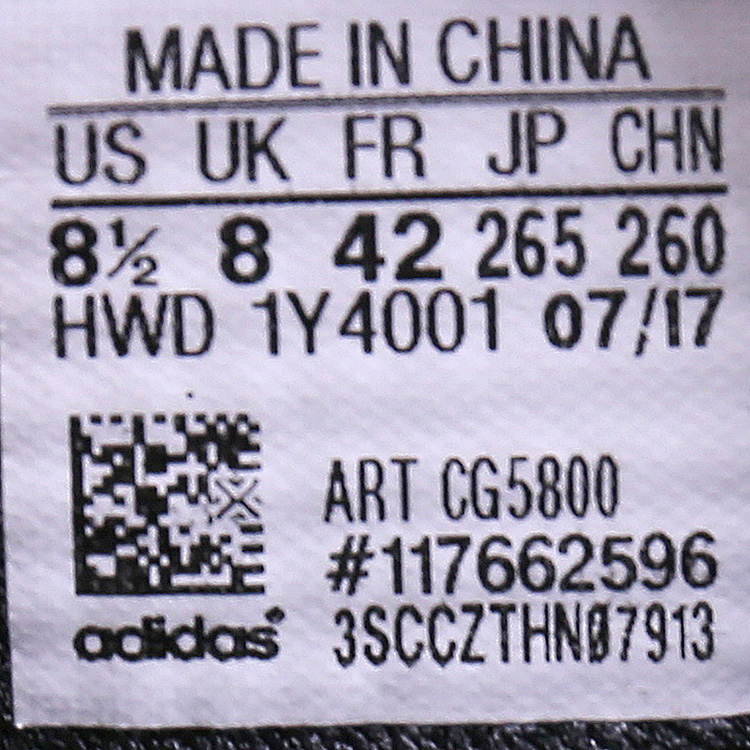 MADE IN CHINA
US UK FR JP CHN
8½ 8 42 265 260
HWD 1Y4001 07/17
ART CG5800
#117662596
adidas
3SCCZTHN07913